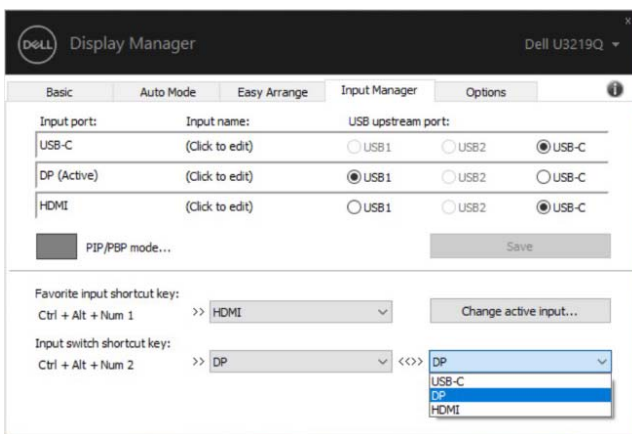 x
DELL Display Manager Dell U3219Q
Basic Auto Mode Easy Arrange Input Manager Options i
Input port: Input name: USB upstream port:
USB-C (Click to edit) USB1 USB2 USB-C
DP (Active) (Click to edit) USB1 USB2 USB-C
HDMI (Click to edit) USB1 USB2 USB-C
PIP/PBP mode... Save
Favorite input shortcut key:
Ctrl + Alt + Num 1 >> HDMI Change active input...
Input switch shortcut key:
Ctrl + Alt + Num 2 >> DP <<>> DP
USB-C
DP
HDMI